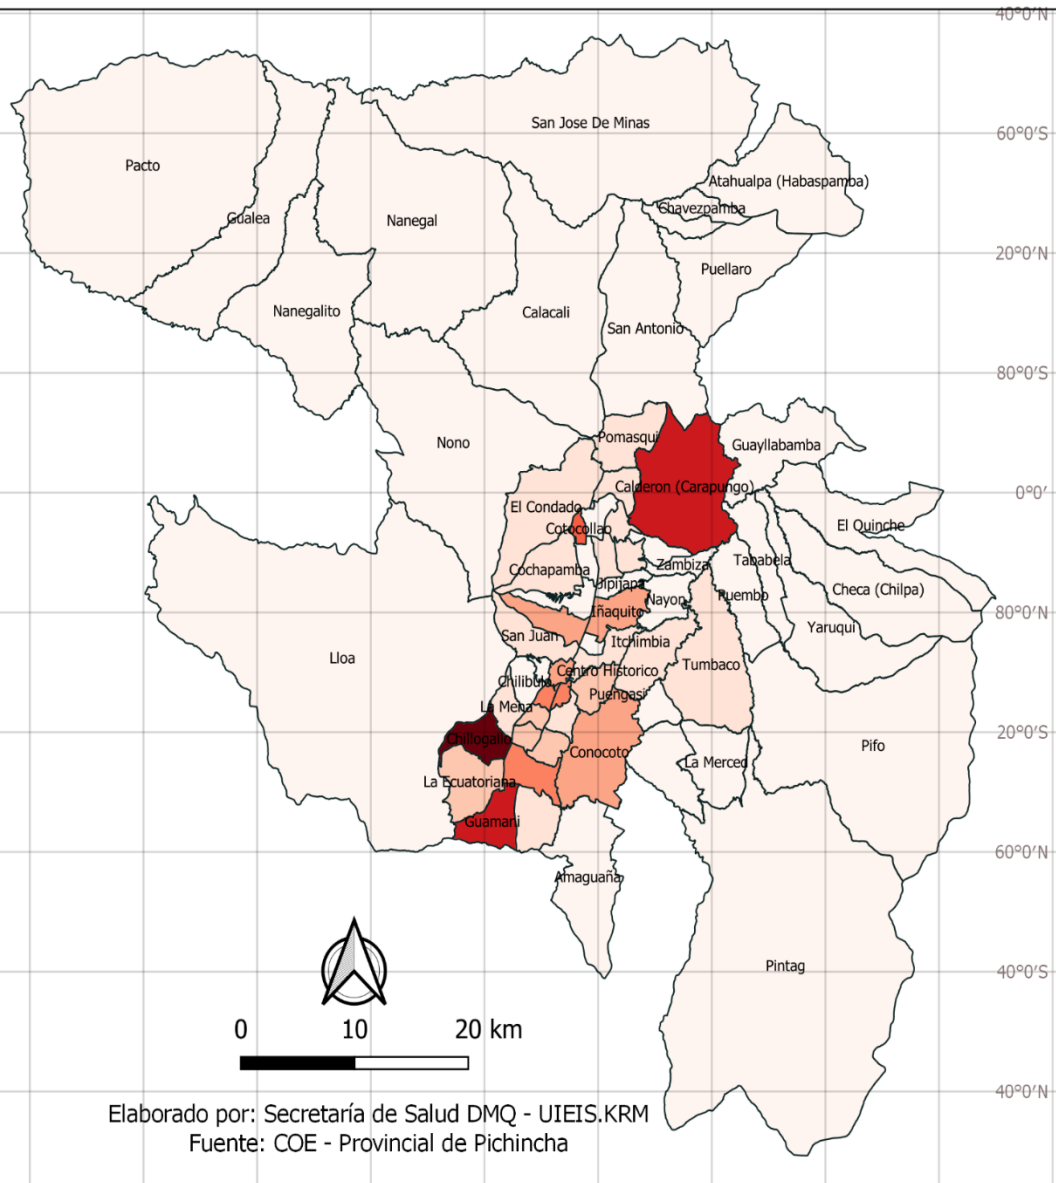 40°0'N
San Jose De Minas
60°0'S
Pacto
Atahualpa (Habaspamba)
Chavezpamba
Gualea
Nanegal
20°0'N
Puellaro
Nanegalito
Calacali
San Antonio
80°0'S
Pomasqui
Nono
Guayllabamba
Calderon (Carapungo)
0°0'
El Condado
Cotocollao
El Quinche
Tababela
Zambiza
Cochapamba
Jipijapa
Checa (Chilpa)
Puembo
Nayon
80°0'N
Iñaquito
Yaruqui
San Juan
Itchimbia
Lloa
Tumbaco
Centro Historico
Chilibulo
Puengasi
La Mena
20°0'S
Chillogallo
Pifo
Conocoto
La Merced
La Ecuatoriana
Guamani
60°0'N
Amaguaña
Pintag
40°0'S
0 10 20 km
40°0'N
Elaborado por: Secretaría de Salud DMQ - UIEIS.KRM
Fuente: COE - Provincial de Pichincha